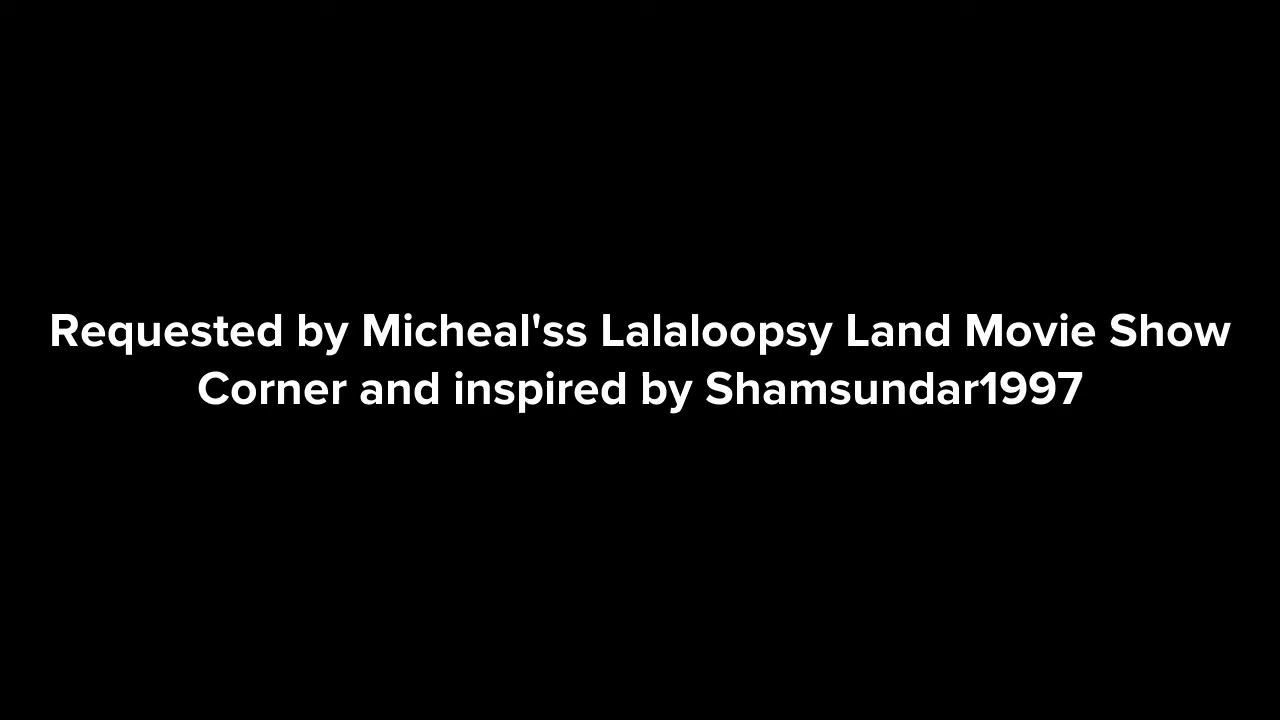 Requested by Micheal'ss Lalaloopsy Land Movie Show
Corner and inspired by Shamsundar1997